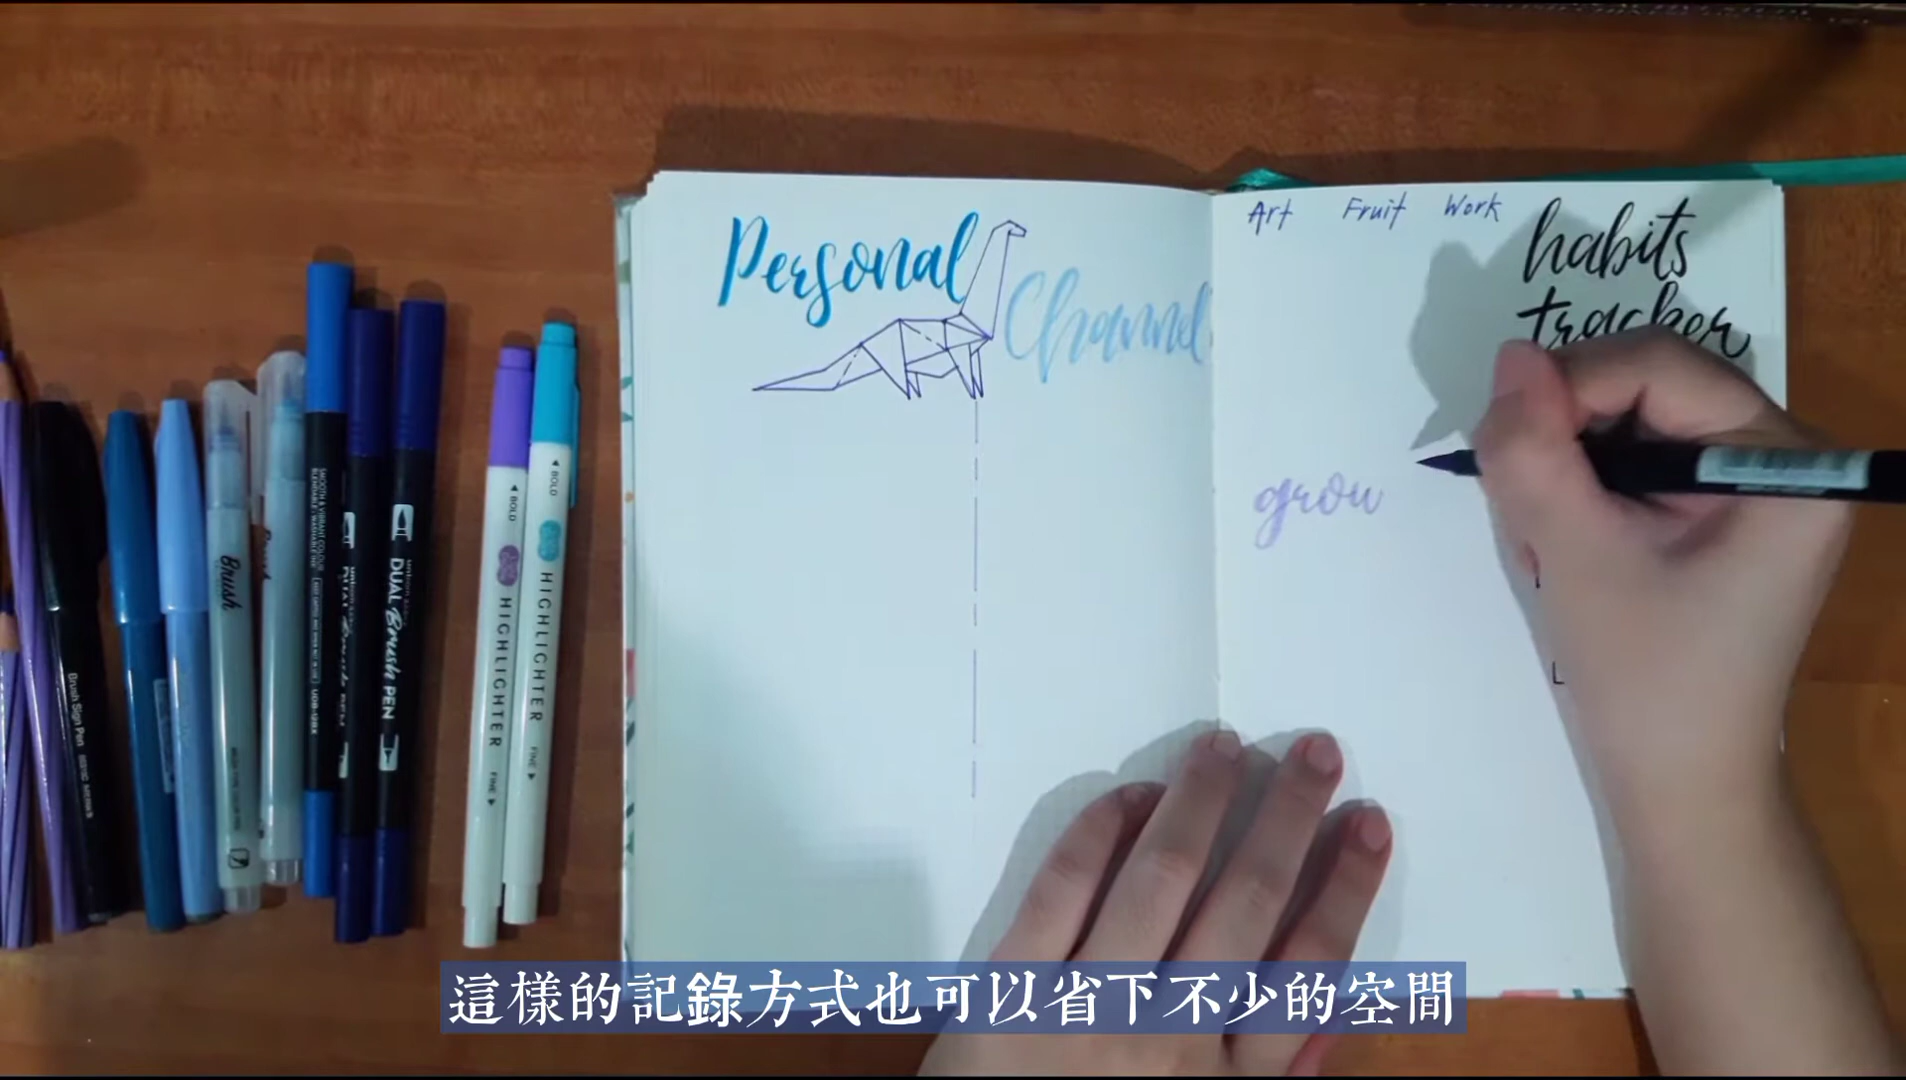 Personal
Channel
Art Fruit Work
habits
tracker
grow
L
Brush Sign Pen
Brush
DUAL Brush PEN
BOLD
HIGHLIGHTER
FINE
BOLD
HIGHLIGHTER
FINE
這樣的記錄方式也可以省下不少的空間